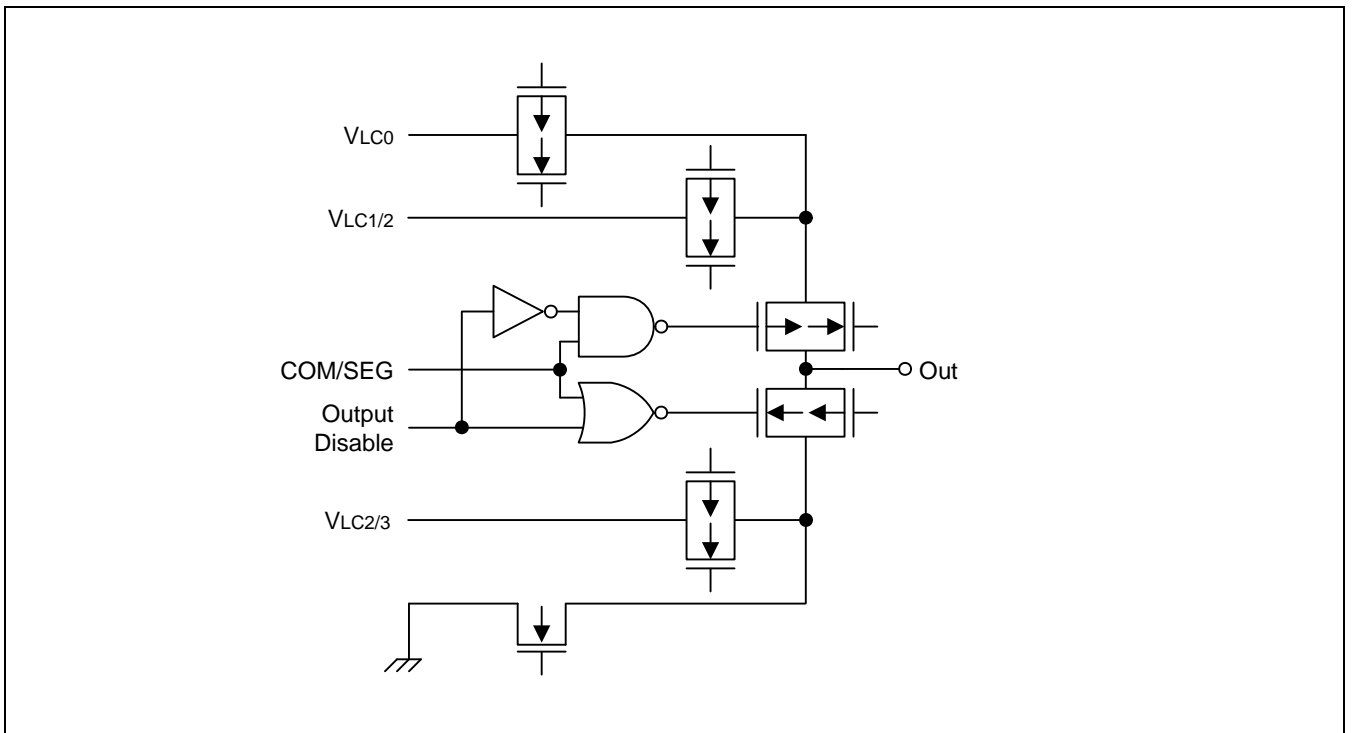 VLC0
VLC1/2
COM/SEG
Out
Output
Disable
VLC2/3